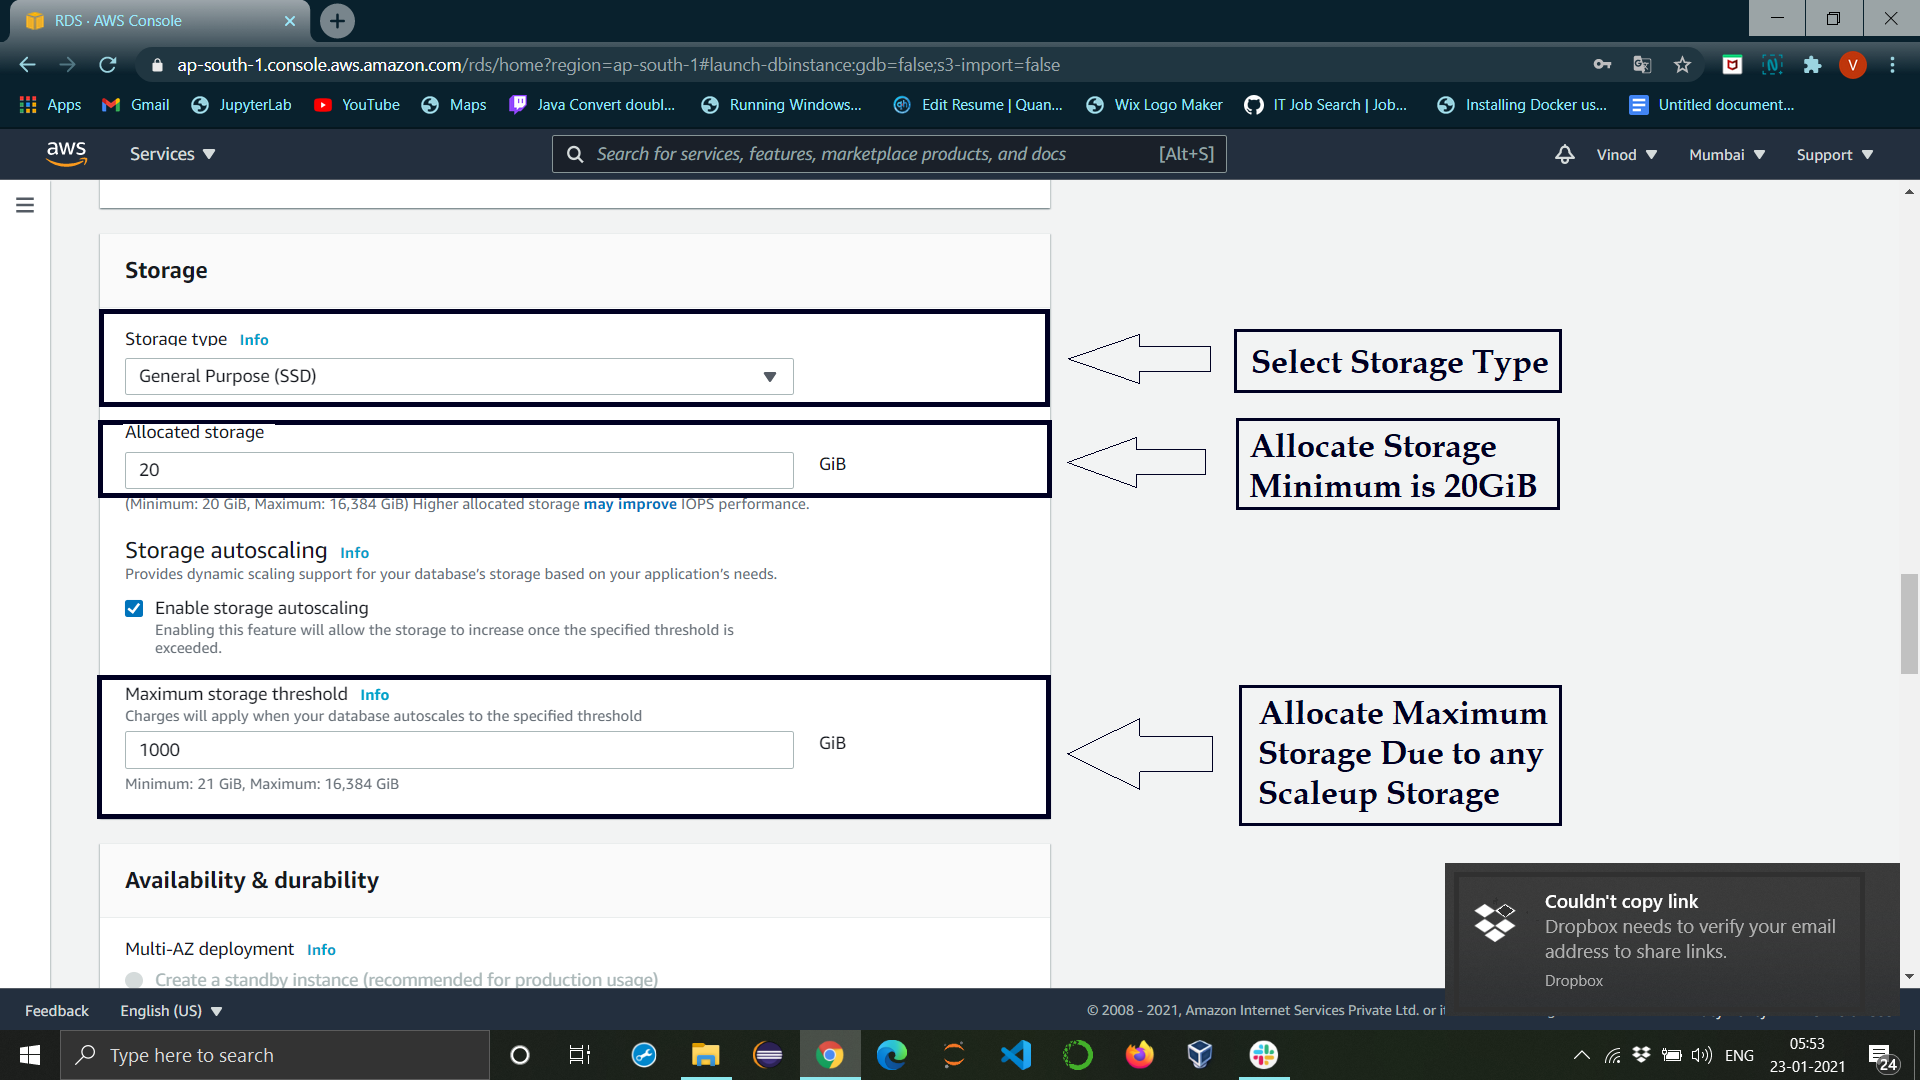 RDS · AWS Console
ap-south-1.console.aws.amazon.com/rds/home?region=ap-south-1#launch-dbinstance:gdb=false;s3-import=false
V
Apps
Gmail
JupyterLab
YouTube
Maps
Java Convert doubl...
Running Windows...
Edit Resume | Quan...
Wix Logo Maker
IT Job Search | Job...
Installing Docker us...
Untitled document...
aws
Services
Search for services, features, marketplace products, and docs
[Alt+S]
Vinod
Mumbai
Support
Storage
Storage type Info
General Purpose (SSD)
Select Storage Type
Allocated storage
20
GiB
(Minimum: 20 GiB, Maximum: 16,384 GiB) Higher allocated storage may improve IOPS performance.
Allocate Storage
Minimum is 20GiB
Storage autoscaling Info
Provides dynamic scaling support for your database's storage based on your application's needs.
Enable storage autoscaling
Enabling this feature will allow the storage to increase once the specified threshold is
exceeded.
Maximum storage threshold Info
Charges will apply when your database autoscales to the specified threshold
1000
GiB
Minimum: 21 GiB, Maximum: 16,384 GiB
Allocate Maximum
Storage Due to any
Scaleup Storage
Availability & durability
Multi-AZ deployment Info
Create a standby instance (recommended for production usage)
Couldn't copy link
Dropbox needs to verify your email
address to share links.
Dropbox
Feedback
English (US)
© 2008 - 2021, Amazon Internet Services Private Ltd. or
Type here to search
ENG
05:53
23-01-2021
24